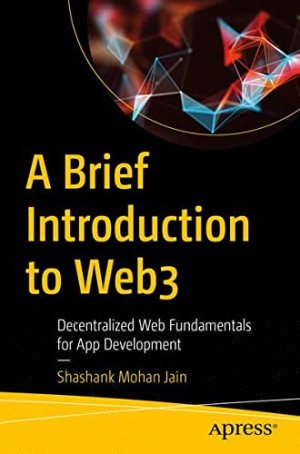 A Brief
Introduction
to Web3
Decentralized Web Fundamentals
for App Development
—
Shashank Mohan Jain
Apress®